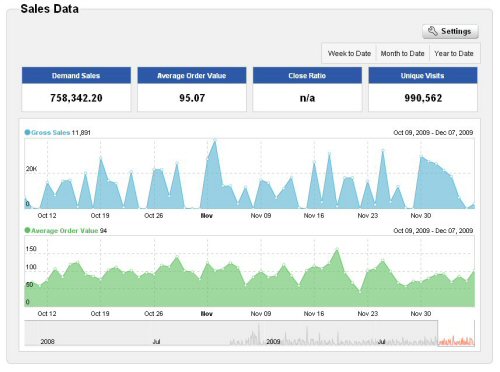 Sales Data
Settings
Week to Date Month to Date Year to Date
Demand Sales Average Order Value Close Ratio Unique Visits
758,342.20 95.07 n/a 990,562
Gross Sales 11,891 Oct 09, 2009 - Dec 07, 2009
20K
0
Oct 12 Oct 19 Oct 26 Nov Nov 09 Nov 16 Nov 23 Nov 30
Average Order Value 94 Oct 09, 2009 - Dec 07, 2009
150
100
50
0
Oct 12 Oct 19 Oct 26 Nov Nov 09 Nov 16 Nov 23 Nov 30
2008 Jul 2009 Jul